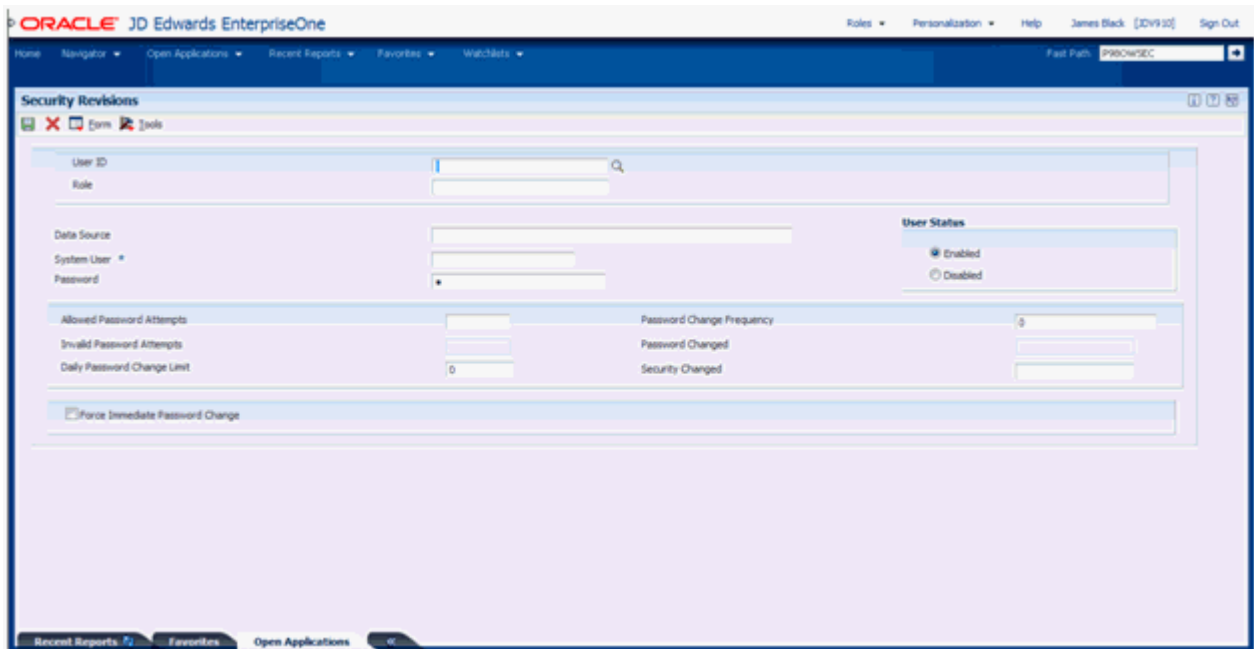 ORACLE JD Edwards EnterpriseOne Roles Personalization Help James Black [JDV910] Sign Out
Home Navigator Open Applications Recent Reports Favorites Watchlists Fast Path P98OWSEC
Security Revisions
Form Tools
User ID
Role
Data Source
User Status
System User *
Enabled
Password
Disabled
Allowed Password Attempts Password Change Frequency 0
Invalid Password Attempts Password Changed
Daily Password Change Limit 0 Security Changed
Force Immediate Password Change
Recent Reports Favorites Open Applications «